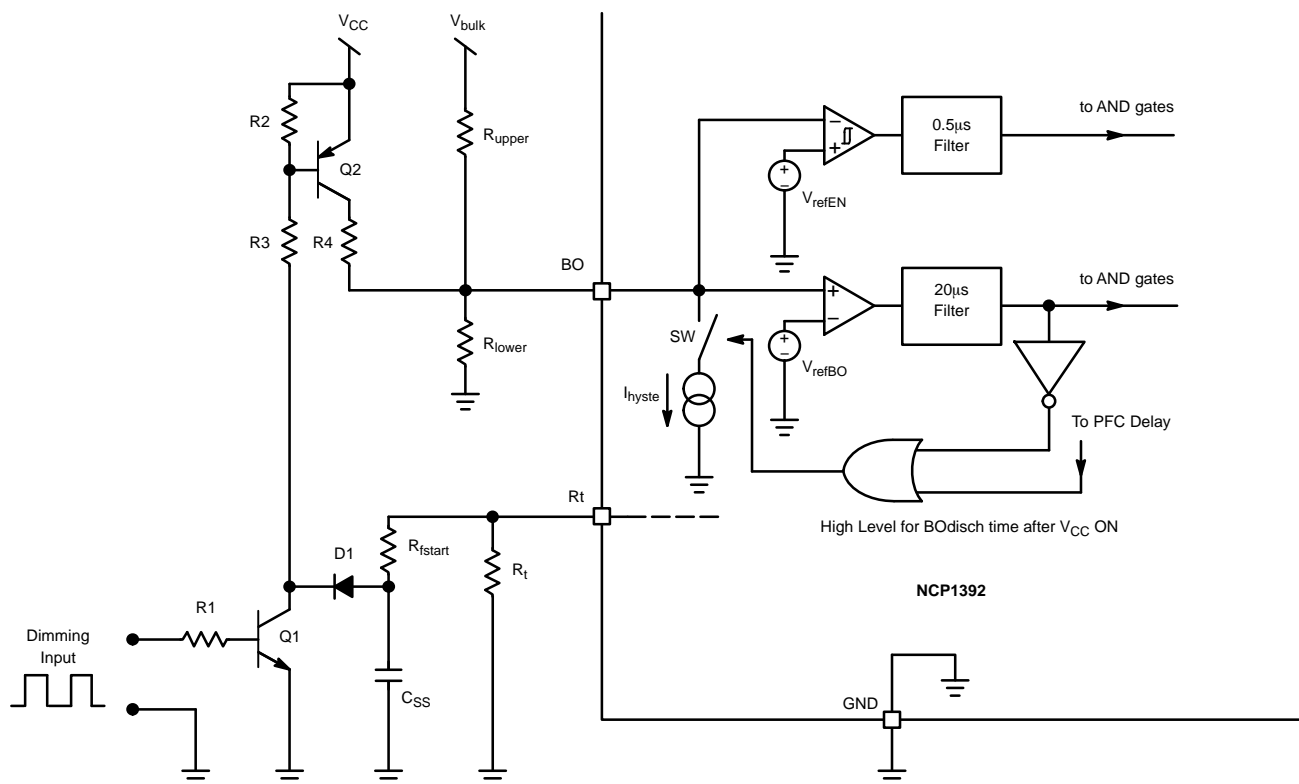 VCC
Vbulk
R2
Rupper
Q2
R3
R4
BO
Rlower
−
+
+
−
VrefEN
0.5µs
Filter
to AND gates
+
−
+
−
VrefBO
20µs
Filter
to AND gates
SW
Ihyste
To PFC Delay
High Level for BOdisch time after VCC ON
Rt
Rfstart
Rt
D1
NCP1392
R1
Q1
Dimming
Input
CSS
GND